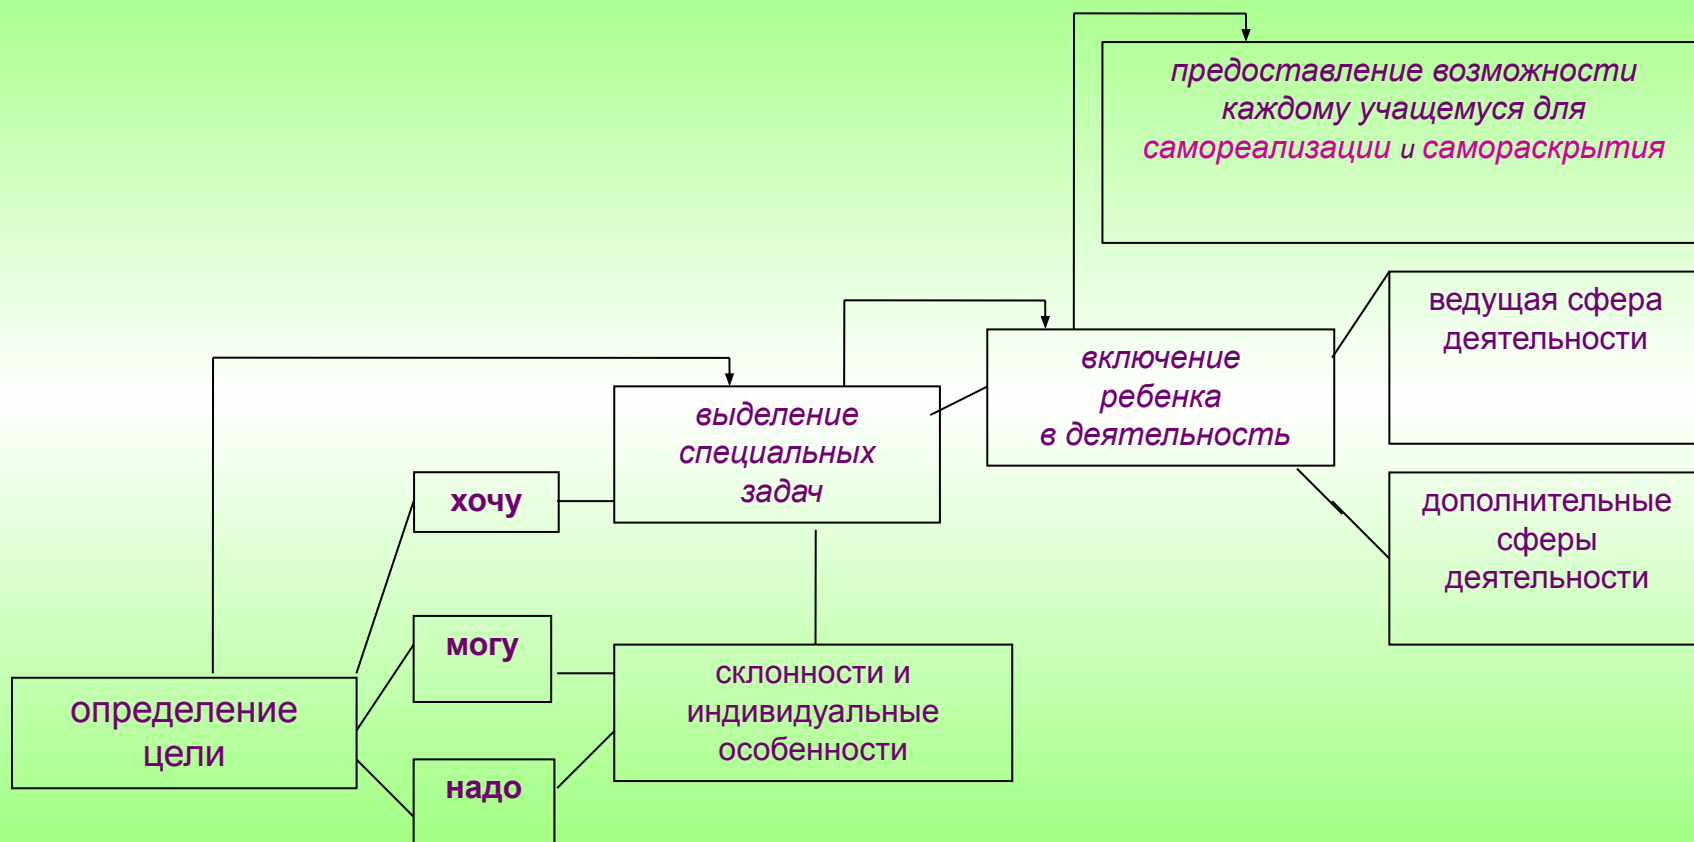 предоставление возможности
каждому учащемуся для
самореализации и самораскрытия
ведущая сфера
деятельности
включение
ребенка
в деятельность
выделение
специальных
задач
хочу
дополнительные
сферы
деятельности
могу
склонности и
индивидуальные
особенности
определение
цели
надо